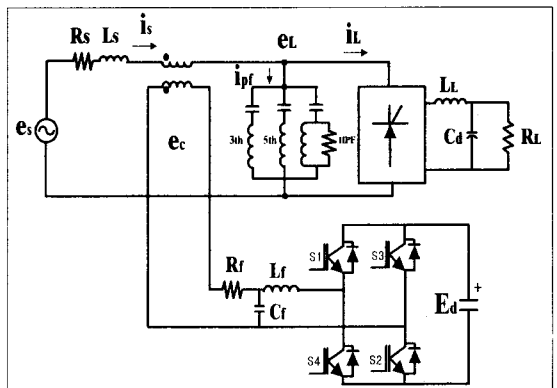 Rs Ls is
eL iL
ipf
es
ec
3th 5th HPF
LL
Cd RL
Rf Lf
Cf
S1 S3
S4 S2
Ed +